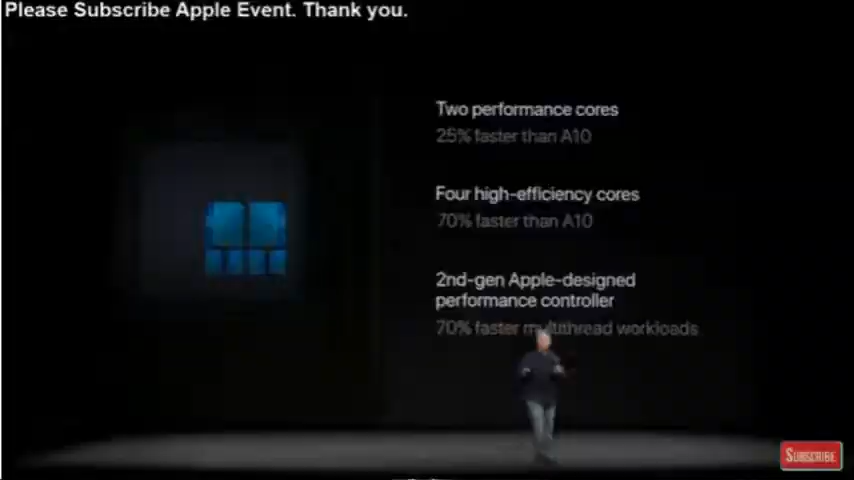 Please Subscribe Apple Event. Thank you.
Two performance cores
25% faster than A10
Four high-efficiency cores
70% faster than A10
2nd-gen Apple-designed
performance controller
70% faster multithread workloads
SUBSCRIBE